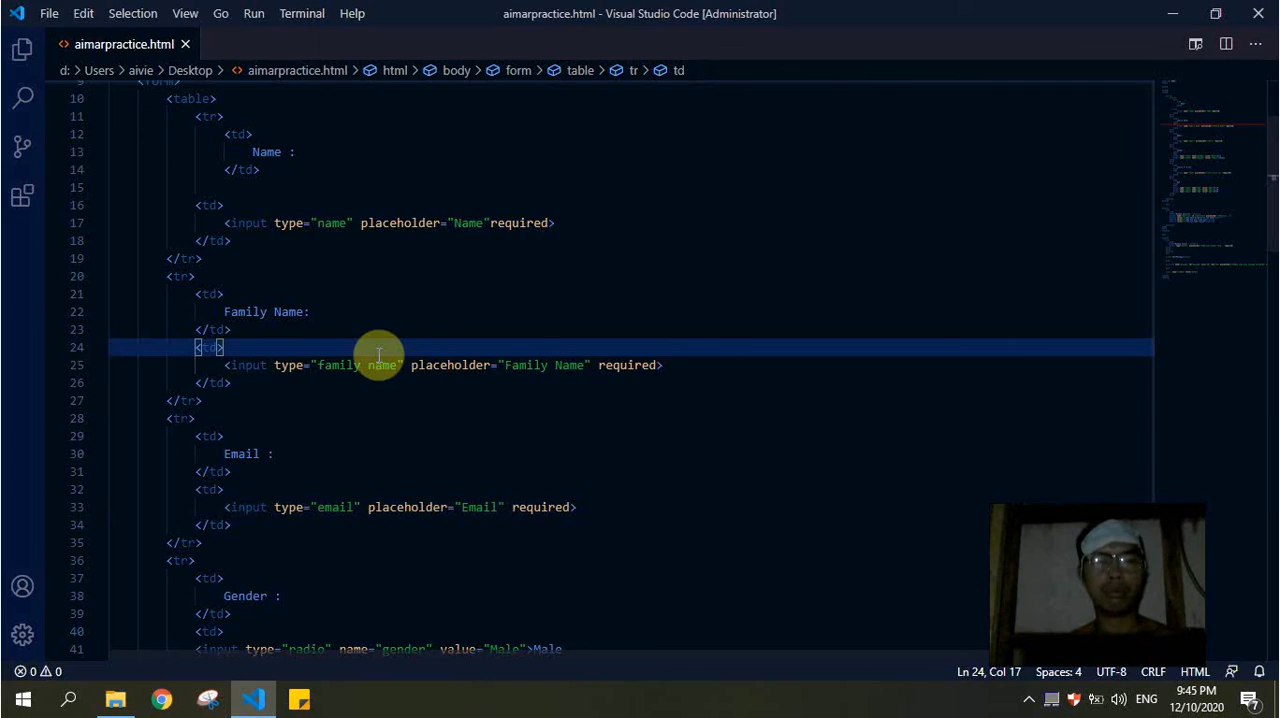 File Edit Selection View Go Run Terminal Help
aimarpractice.html - Visual Studio Code [Administrator]
aimarpractice.html
d: > Users > aivie > Desktop > aimarpractice.html > html > body > form > table > tr > td
9 <form>
10 <table>
11 <tr>
12 <td>
13 Name :
14 </td>
15
16 <td>
17 <input type="name" placeholder="Name"required>
18 </td>
19 </tr>
20 <tr>
21 <td>
22 Family Name:
23 </td>
24 <td>
25 <input type="family name" placeholder="Family Name" required>
26 </td>
27 </tr>
28 <tr>
29 <td>
30 Email :
31 </td>
32 <td>
33 <input type="email" placeholder="Email" required>
34 </td>
35 </tr>
36 <tr>
37 <td>
38 Gender :
39 </td>
40 <td>
41 <input type="radio" name="gender" value="Male">Male
0 0 Ln 24, Col 17 Spaces: 4 UTF-8 CRLF HTML
ENG
9:45 PM
12/10/2020
7